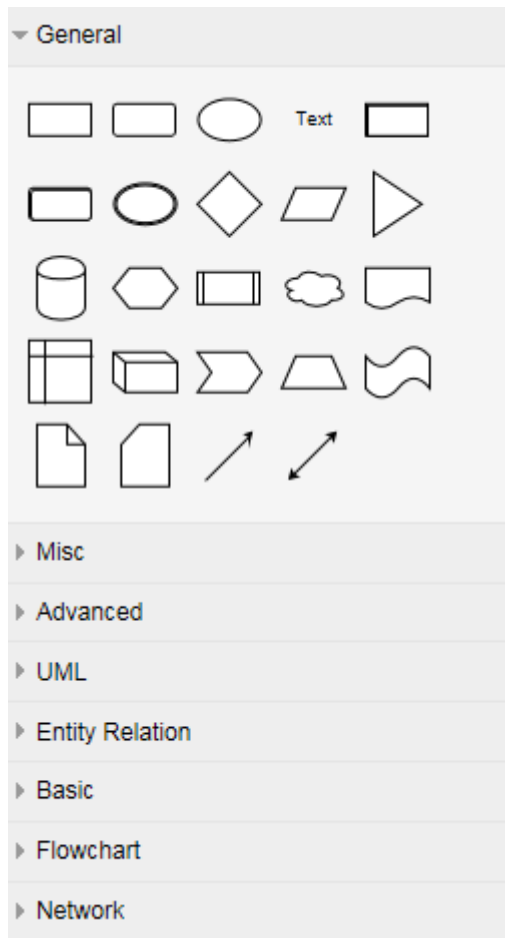 General
Text
Misc
Advanced
UML
Entity Relation
Basic
Flowchart
Network